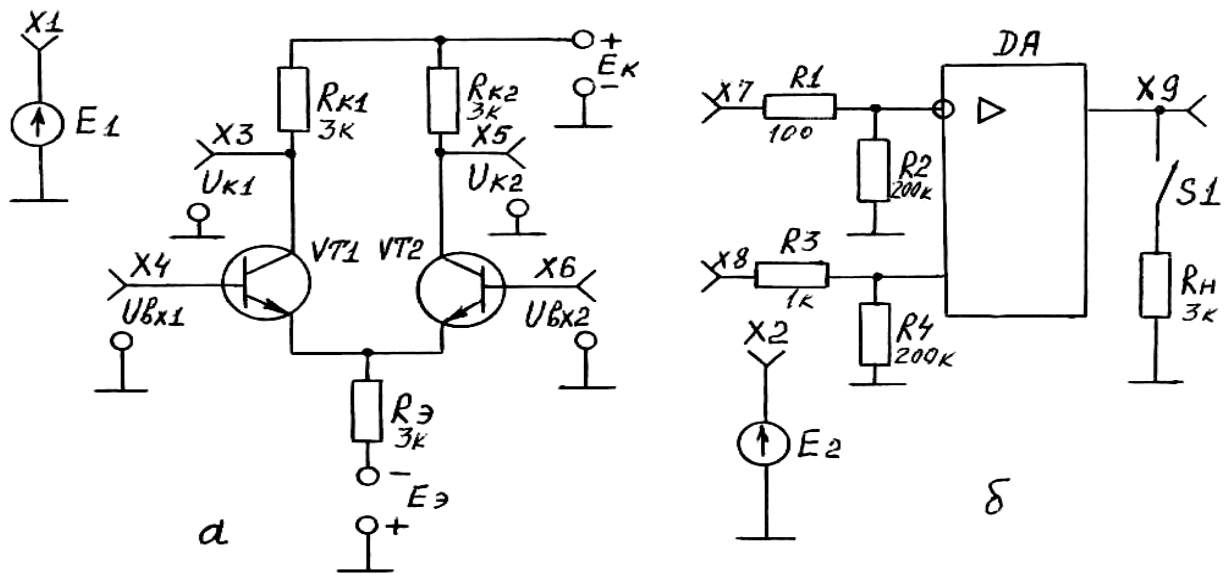 X1
E1
Rк1
3к
Rк2
3к
+
Eк
-
X3
Uк1
X5
Uк2
X4
VT1
VT2
X6
Uвх1
Uвх2
Rэ
3к
-
Eэ
+
а
DA
X7
R1
100
X9
R2
200к
S1
X8
R3
1к
Rн
3к
R4
200к
X2
E2
б